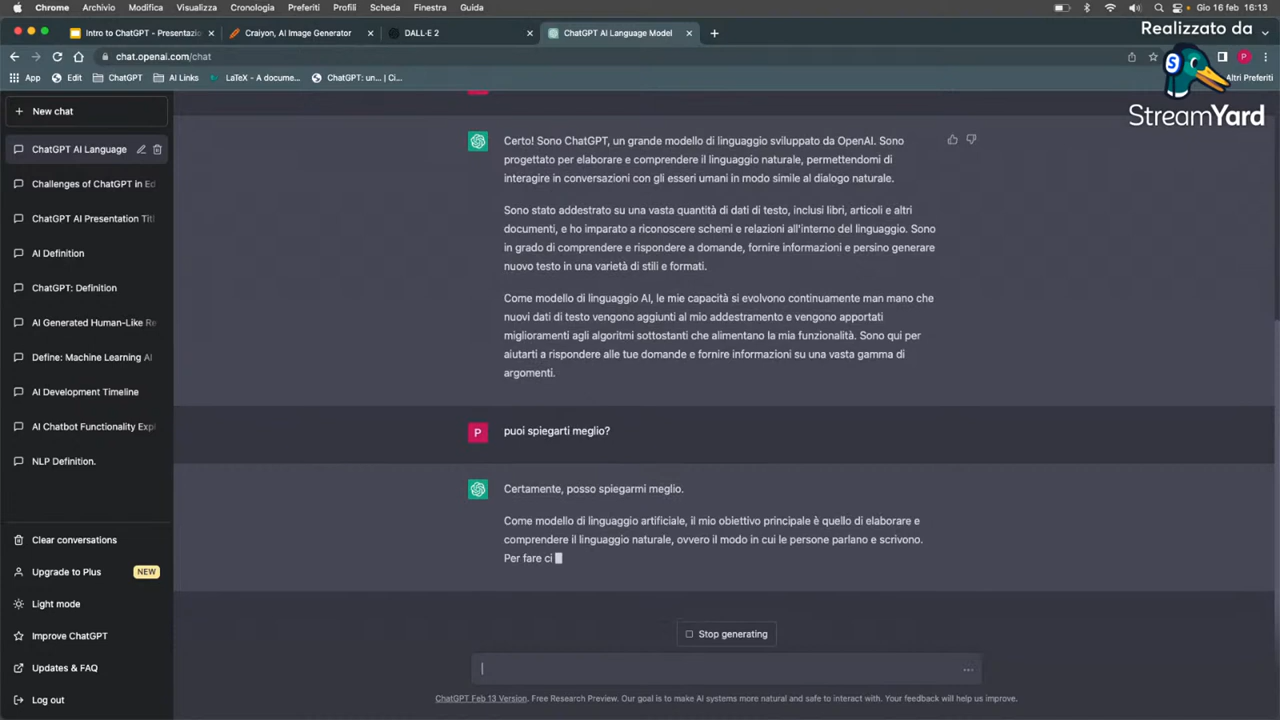 Chrome Archivio Modifica Visualizza Cronologia Preferiti Profili Scheda Finestra Guida Gio 16 feb 16:13
Intro to ChatGPT - Presentazio Craiyon, AI Image Generator DALL·E 2 ChatGPT AI Language Model
Realizzato da
chat.openai.com/chat
App Edit ChatGPT AI Links LaTeX - A docume... ChatGPT: un... | Ci... Altri Preferiti
StreamYard
New chat
ChatGPT AI Language
Challenges of ChatGPT in Ed
ChatGPT AI Presentation Titl
AI Definition
ChatGPT: Definition
AI Generated Human-Like Re
Define: Machine Learning AI
AI Development Timeline
AI Chatbot Functionality Expl
NLP Definition.
Clear conversations
Upgrade to Plus NEW
Light mode
Improve ChatGPT
Updates & FAQ
Log out
Certo! Sono ChatGPT, un grande modello di linguaggio sviluppato da OpenAI. Sono
progettato per elaborare e comprendere il linguaggio naturale, permettendomi di
interagire in conversazioni con gli esseri umani in modo simile al dialogo naturale.
Sono stato addestrato su una vasta quantità di dati di testo, inclusi libri, articoli e altri
documenti, e ho imparato a riconoscere schemi e relazioni all'interno del linguaggio. Sono
in grado di comprendere e rispondere a domande, fornire informazioni e persino generare
nuovo testo in una varietà di stili e formati.
Come modello di linguaggio AI, le mie capacità si evolvono continuamente man mano che
nuovi dati di testo vengono aggiunti al mio addestramento e vengono apportati
miglioramenti agli algoritmi sottostanti che alimentano la mia funzionalità. Sono qui per
aiutarti a rispondere alle tue domande e fornire informazioni su una vasta gamma di
argomenti.
P puoi spiegarti meglio?
Certamente, posso spiegarmi meglio.
Come modello di linguaggio artificiale, il mio obiettivo principale è quello di elaborare e
comprendere il linguaggio naturale, ovvero il modo in cui le persone parlano e scrivono.
Per fare ci
Stop generating
ChatGPT Feb 13 Version. Free Research Preview. Our goal is to make AI systems more natural and safe to interact with. Your feedback will help us improve.